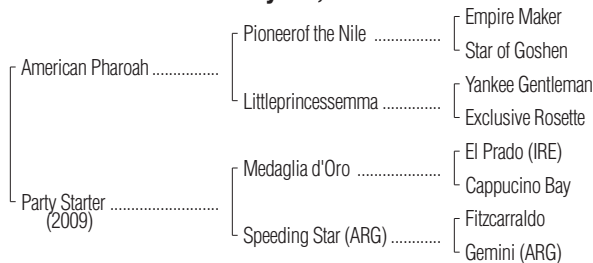 Empire Maker
Pioneerof the Nile ................
Star of Goshen
American Pharoah ................
Yankee Gentleman
Littleprincessemma ..............
Exclusive Rosette
El Prado (IRE)
Medaglia d'Oro ....................
Cappucino Bay
Party Starter .........................
(2009)
Fitzcarraldo
Speeding Star (ARG) ............
Gemini (ARG)